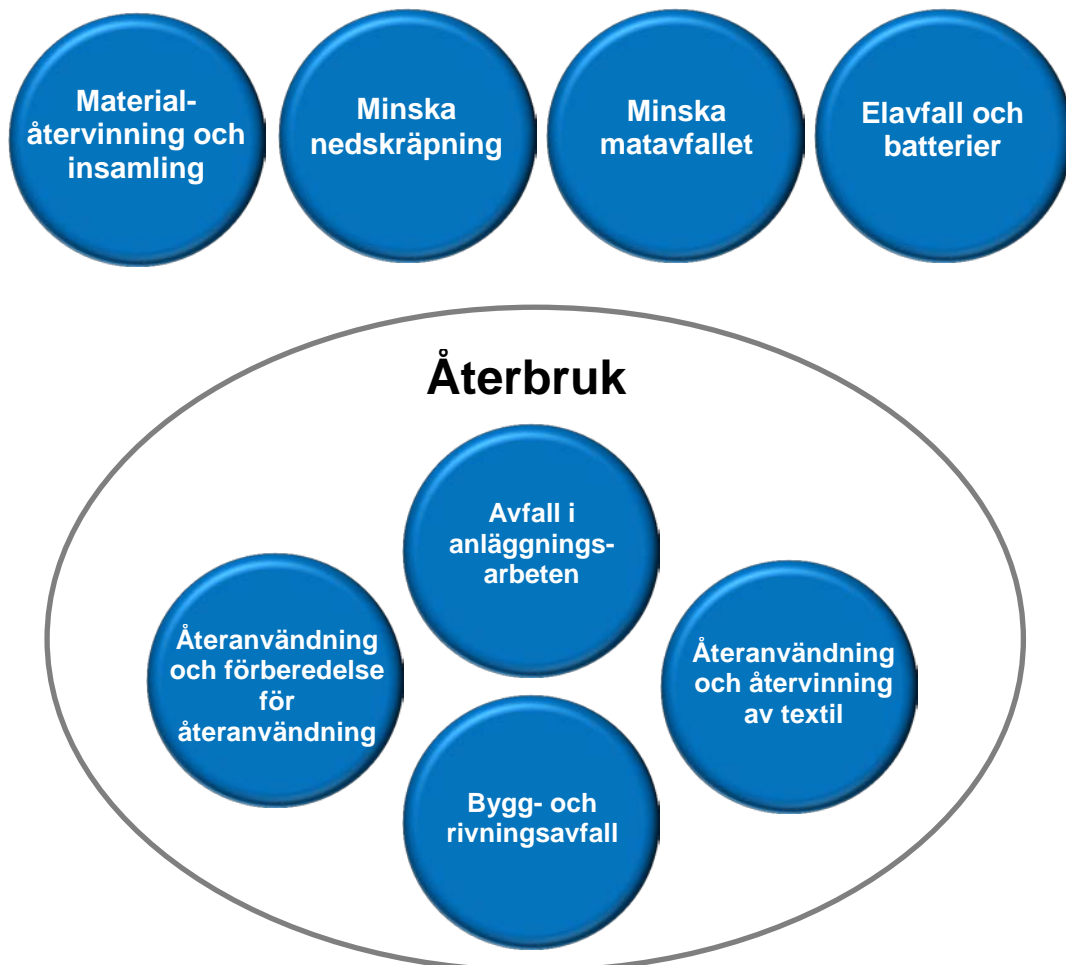 Material-
återvinning och
insamling
Minska
nedskräpning
Minska
matavfallet
Elavfall och
batterier
Återbruk
Avfall i
anläggnings-
arbeten
Återanvändning
och förberedelse
för
återanvändning
Återanvändning
och återvinning
av textil
Bygg- och
rivningsavfall